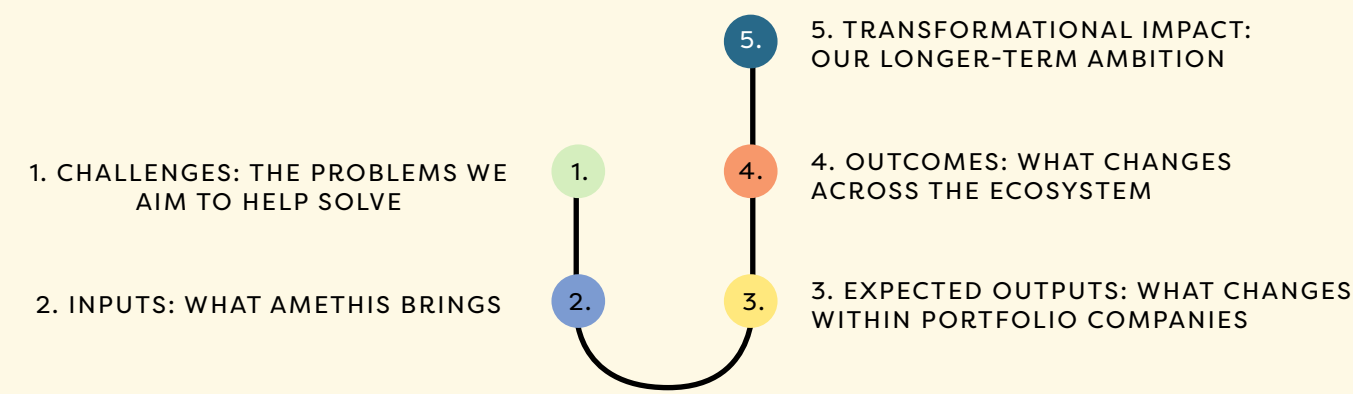 1. CHALLENGES: THE PROBLEMS WE
AIM TO HELP SOLVE
1.
2. INPUTS: WHAT AMETHIS BRINGS
2.
3.
3. EXPECTED OUTPUTS: WHAT CHANGES
WITHIN PORTFOLIO COMPANIES
4.
4. OUTCOMES: WHAT CHANGES
ACROSS THE ECOSYSTEM
5.
5. TRANSFORMATIONAL IMPACT:
OUR LONGER-TERM AMBITION